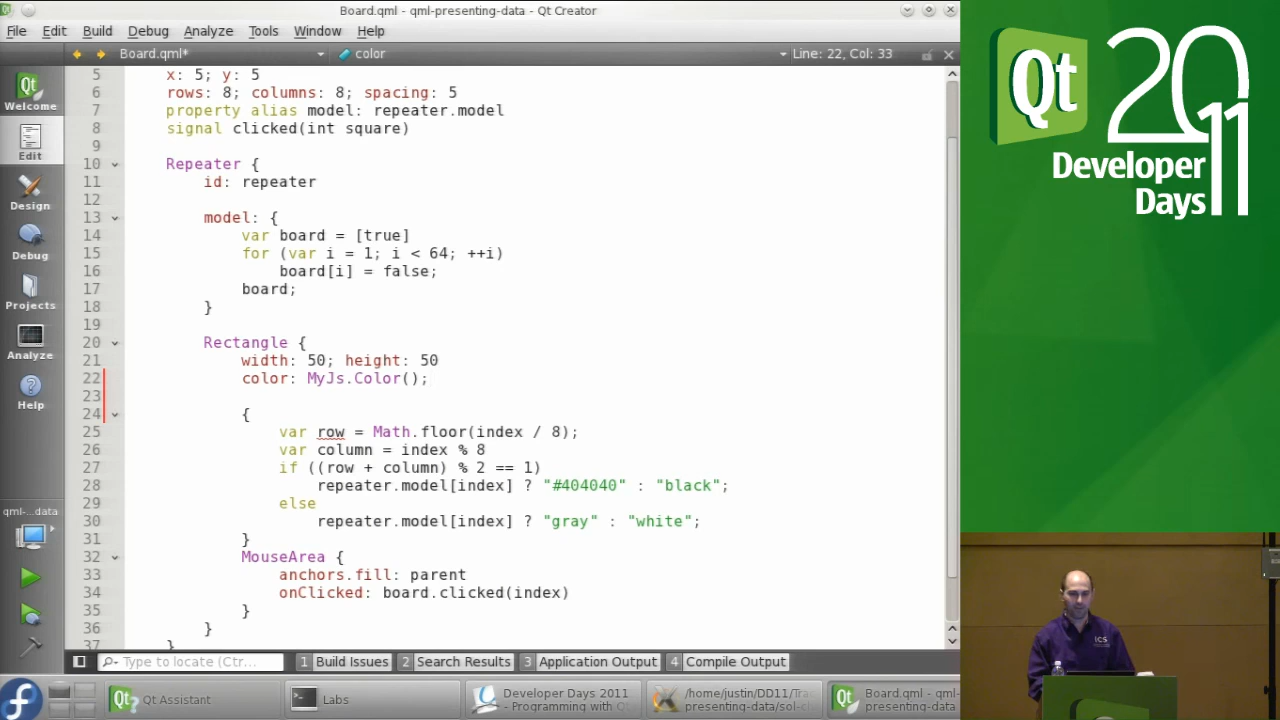 Board.qml - qml-presenting-data - Qt Creator
File Edit Build Debug Analyze Tools Window Help
Board.qml* color Line: 22, Col: 33
Welcome
Edit
Design
Debug
Projects
Analyze
Help
qml-...data
5 x: 5; y: 5
6 rows: 8; columns: 8; spacing: 5
7 property alias model: repeater.model
8 signal clicked(int square)
9
10 Repeater {
11 id: repeater
12
13 model: {
14 var board = [true]
15 for (var i = 1; i < 64; ++i)
16 board[i] = false;
17 board;
18 }
19
20 Rectangle {
21 width: 50; height: 50
22 color: MyJs.Color();
23
24 {
25 var row = Math.floor(index / 8);
26 var column = index % 8
27 if ((row + column) % 2 == 1)
28 repeater.model[index] ? "#404040" : "black";
29 else
30 repeater.model[index] ? "gray" : "white";
31 }
32 MouseArea {
33 anchors.fill: parent
34 onClicked: board.clicked(index)
35 }
36 }
37 }
Type to locate (Ctr... 1 Build Issues 2 Search Results 3 Application Output 4 Compile Output
Qt Assistant
Labs
Developer Days 2011
- Programming with Qt
/home/justin/DD11/Tra
presenting-data/sol-c
Board.qml - qml-
presenting-data
Qt 2011
Developer
Days
ICS